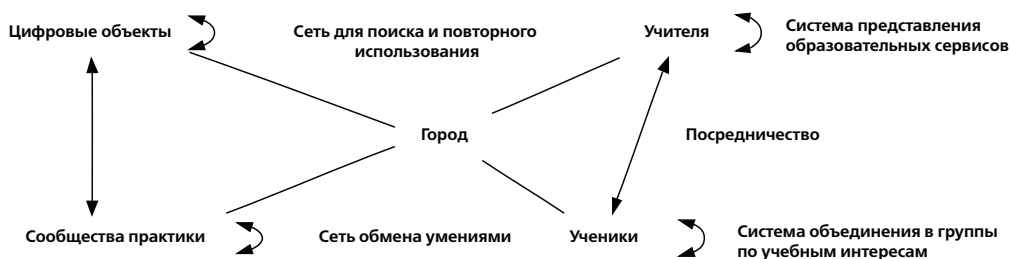 Цифровые объекты
Сеть для поиска и повторного
использования
Учителя
Система представления
образовательных сервисов
Город
Посредничество
Сообщества практики
Сеть обмена умениями
Ученики
Система объединения в группы
по учебным интересам